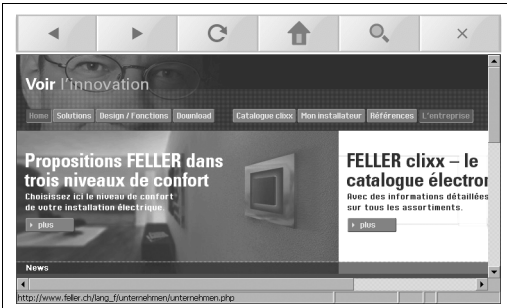 Voir l'innovation
Home Solutions Design / Fonctions Download Catalogue clixx Mon installateur Références L'entreprise
Propositions FELLER dans
trois niveaux de confort
Choisissez ici le niveau de confort
de votre installation électrique.
plus
FELLER clixx – le
catalogue électron
Avec des informations détaillées
sur tous les assortiments.
plus
News
http://www.feller.ch/lang_f/unternehmen/unternehmen.php